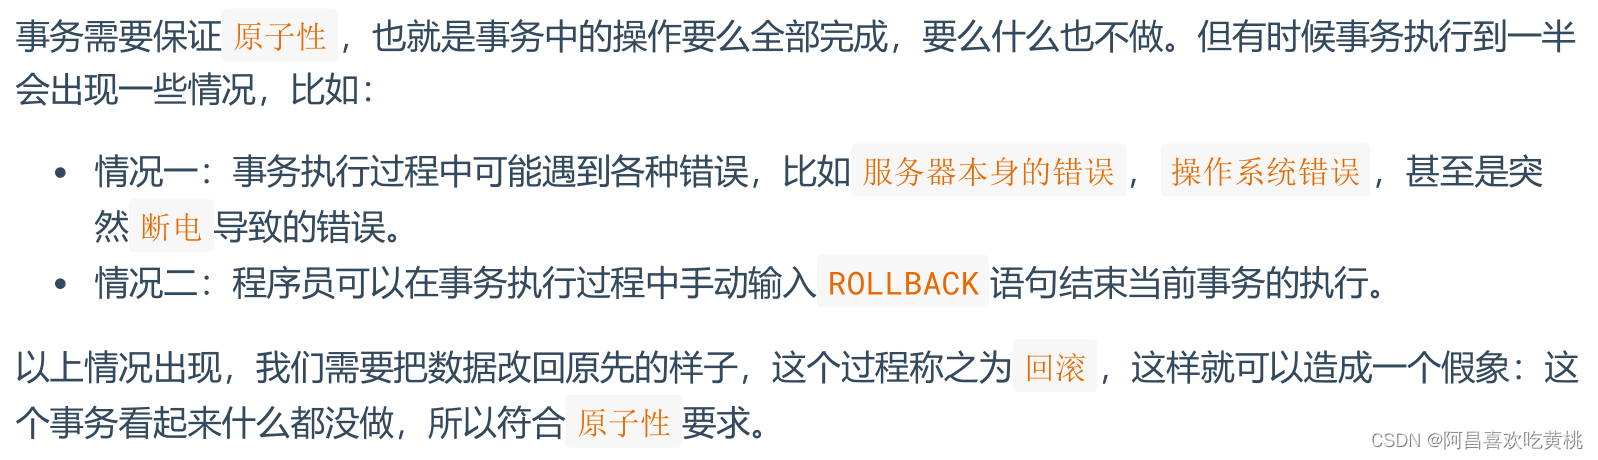 事务需要保证 原子性 ，也就是事务中的操作要么全部完成，要么什么也不做。但有时候事务执行到一半
会出现一些情况，比如：
• 情况一：事务执行过程中可能遇到各种错误，比如 服务器本身的错误 ， 操作系统错误 ，甚至是突
然 断电 导致的错误。
• 情况二：程序员可以在事务执行过程中手动输入 ROLLBACK 语句结束当前事务的执行。
以上情况出现，我们需要把数据改回原先的样子，这个过程称之为 回滚 ，这样就可以造成一个假象：这
个事务看起来什么都没做，所以符合 原子性 要求。
CSDN @阿昌喜欢吃黄桃